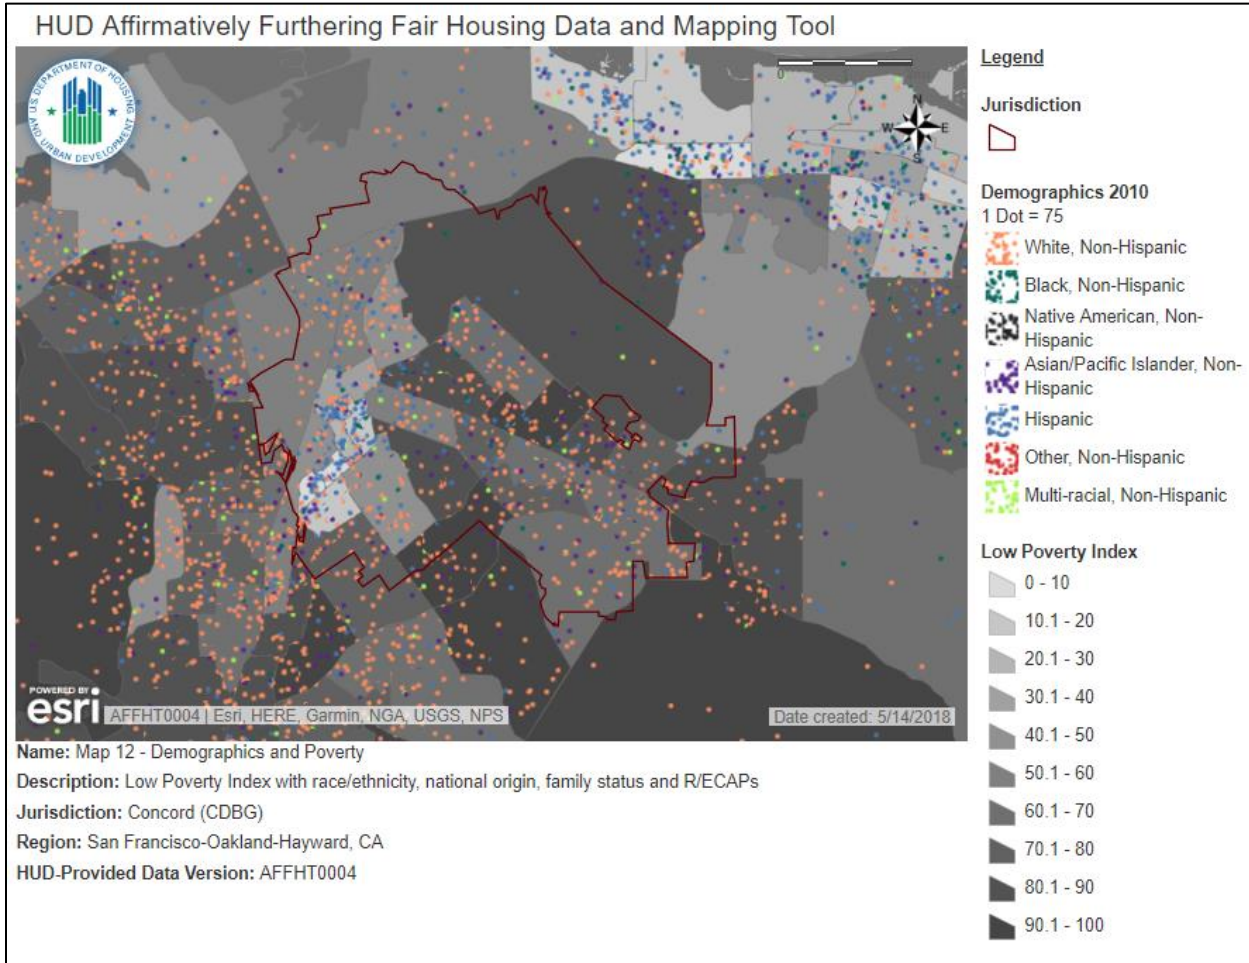 HUD Affirmatively Furthering Fair Housing Data and Mapping Tool
U.S. DEPARTMENT OF HOUSING
AND URBAN DEVELOPMENT
0
N
W E
S
POWERED BY
esri
AFFHT0004 | Esri, HERE, Garmin, NGA, USGS, NPS
Date created: 5/14/2018
Name: Map 12 - Demographics and Poverty
Description: Low Poverty Index with race/ethnicity, national origin, family status and R/ECAPs
Jurisdiction: Concord (CDBG)
Region: San Francisco-Oakland-Hayward, CA
HUD-Provided Data Version: AFFHT0004
Legend
Jurisdiction
Demographics 2010
1 Dot = 75
White, Non-Hispanic
Black, Non-Hispanic
Native American, Non-
Hispanic
Asian/Pacific Islander, Non-
Hispanic
Hispanic
Other, Non-Hispanic
Multi-racial, Non-Hispanic
Low Poverty Index
0 - 10
10.1 - 20
20.1 - 30
30.1 - 40
40.1 - 50
50.1 - 60
60.1 - 70
70.1 - 80
80.1 - 90
90.1 - 100